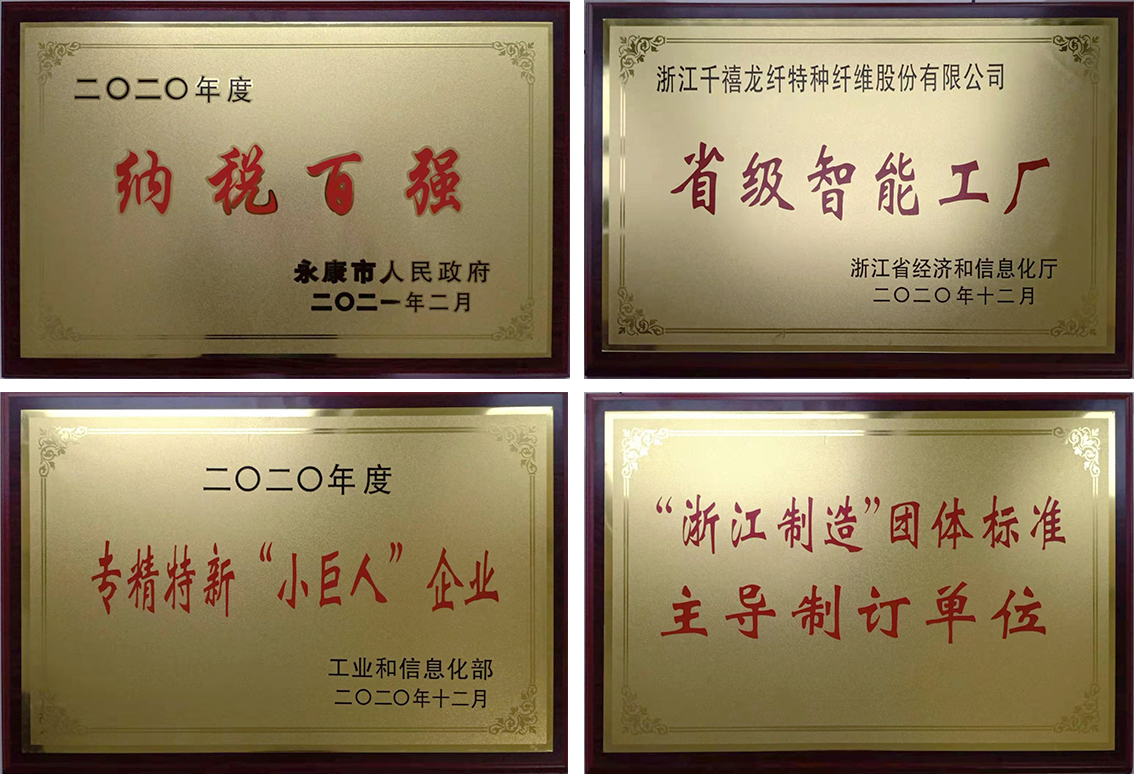 二〇二〇年度
纳税百强
永康市人民政府
二〇二一年二月
浙江千禧龙纤特种纤维股份有限公司
省级智能工厂
浙江省经济和信息化厅
二〇二〇年十二月
二〇二〇年度
专精特新“小巨人”企业
工业和信息化部
二〇二〇年十二月
“浙江制造”团体标准
主导制订单位